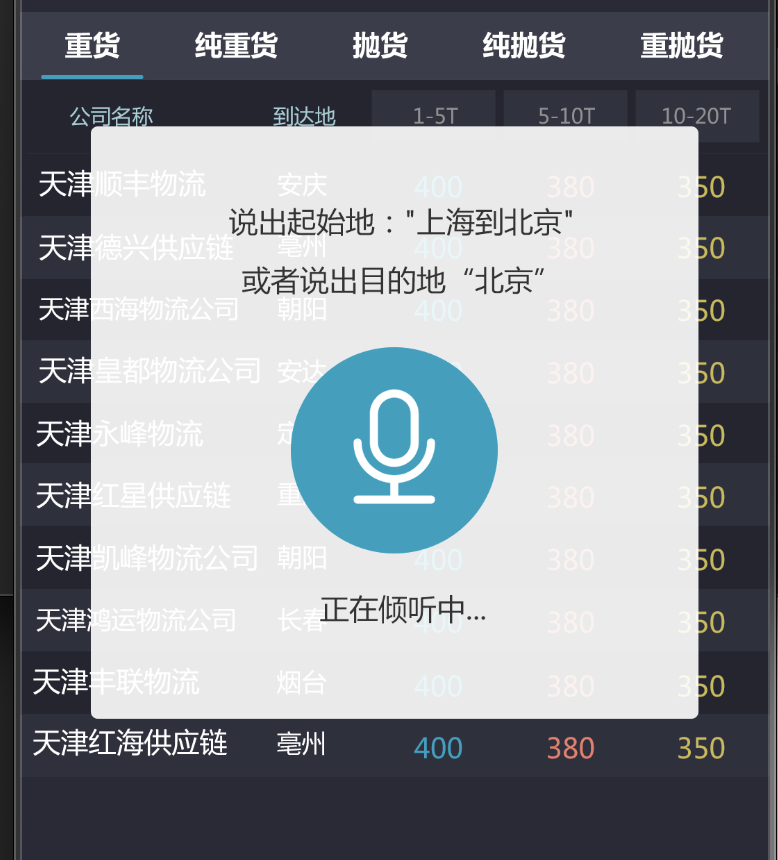 重货 纯重货 抛货 纯抛货 重抛货
公司名称 到达地 1-5T 5-10T 10-20T
天津顺丰物流 安庆 400 380 350
说出起始地："上海到北京"
天津德兴供应链 亳州 400 380 350
或者说出目的地“北京”
天津西海物流公司 朝阳 400 380 350
天津皇都物流公司 安达 380 350
天津永峰物流 380 350
天津红星供应链 380 350
天津凯峰物流公司 朝阳 400 380 350
天津鸿运物流公司 长春 400 380 350
正在倾听中...
天津丰联物流 烟台 400 380 350
天津红海供应链 亳州 400 380 350